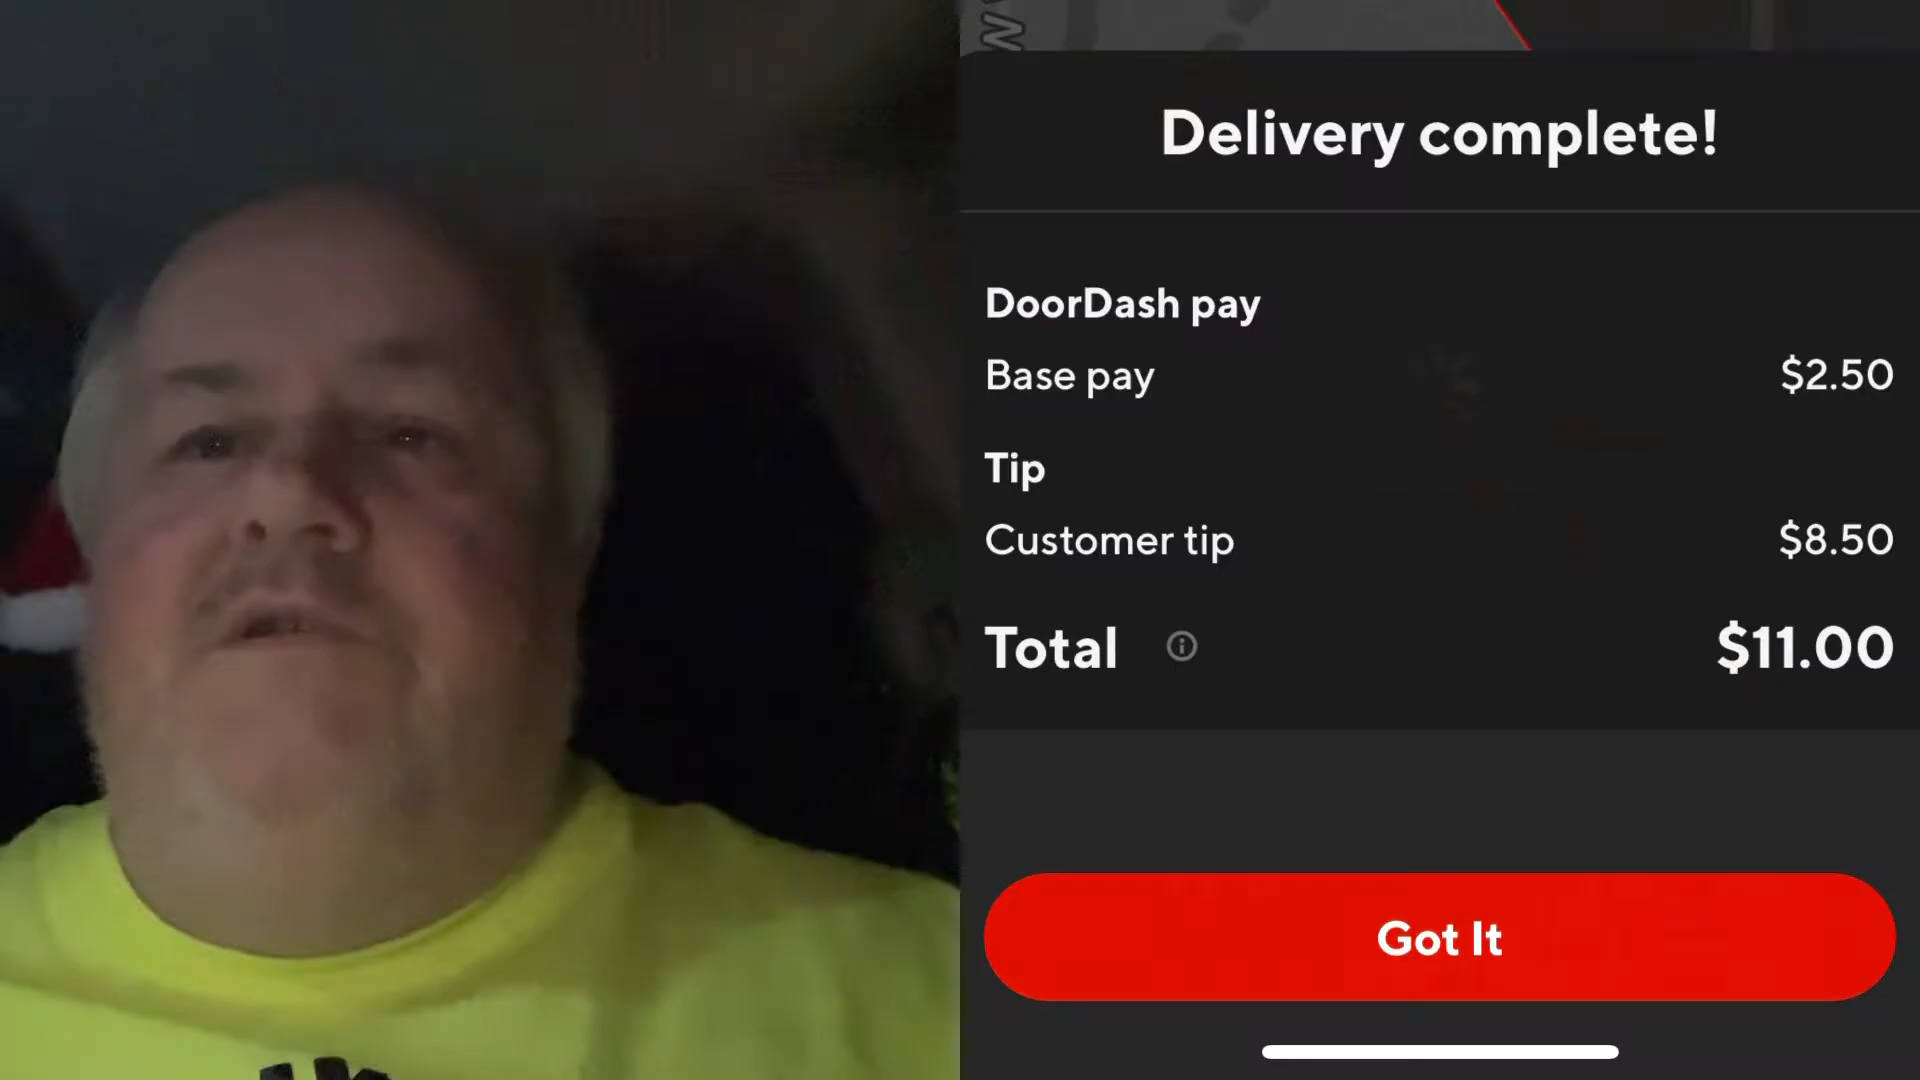 W
Delivery complete!
DoorDash pay
Base pay $2.50
Tip
Customer tip $8.50
Total $11.00
Got It